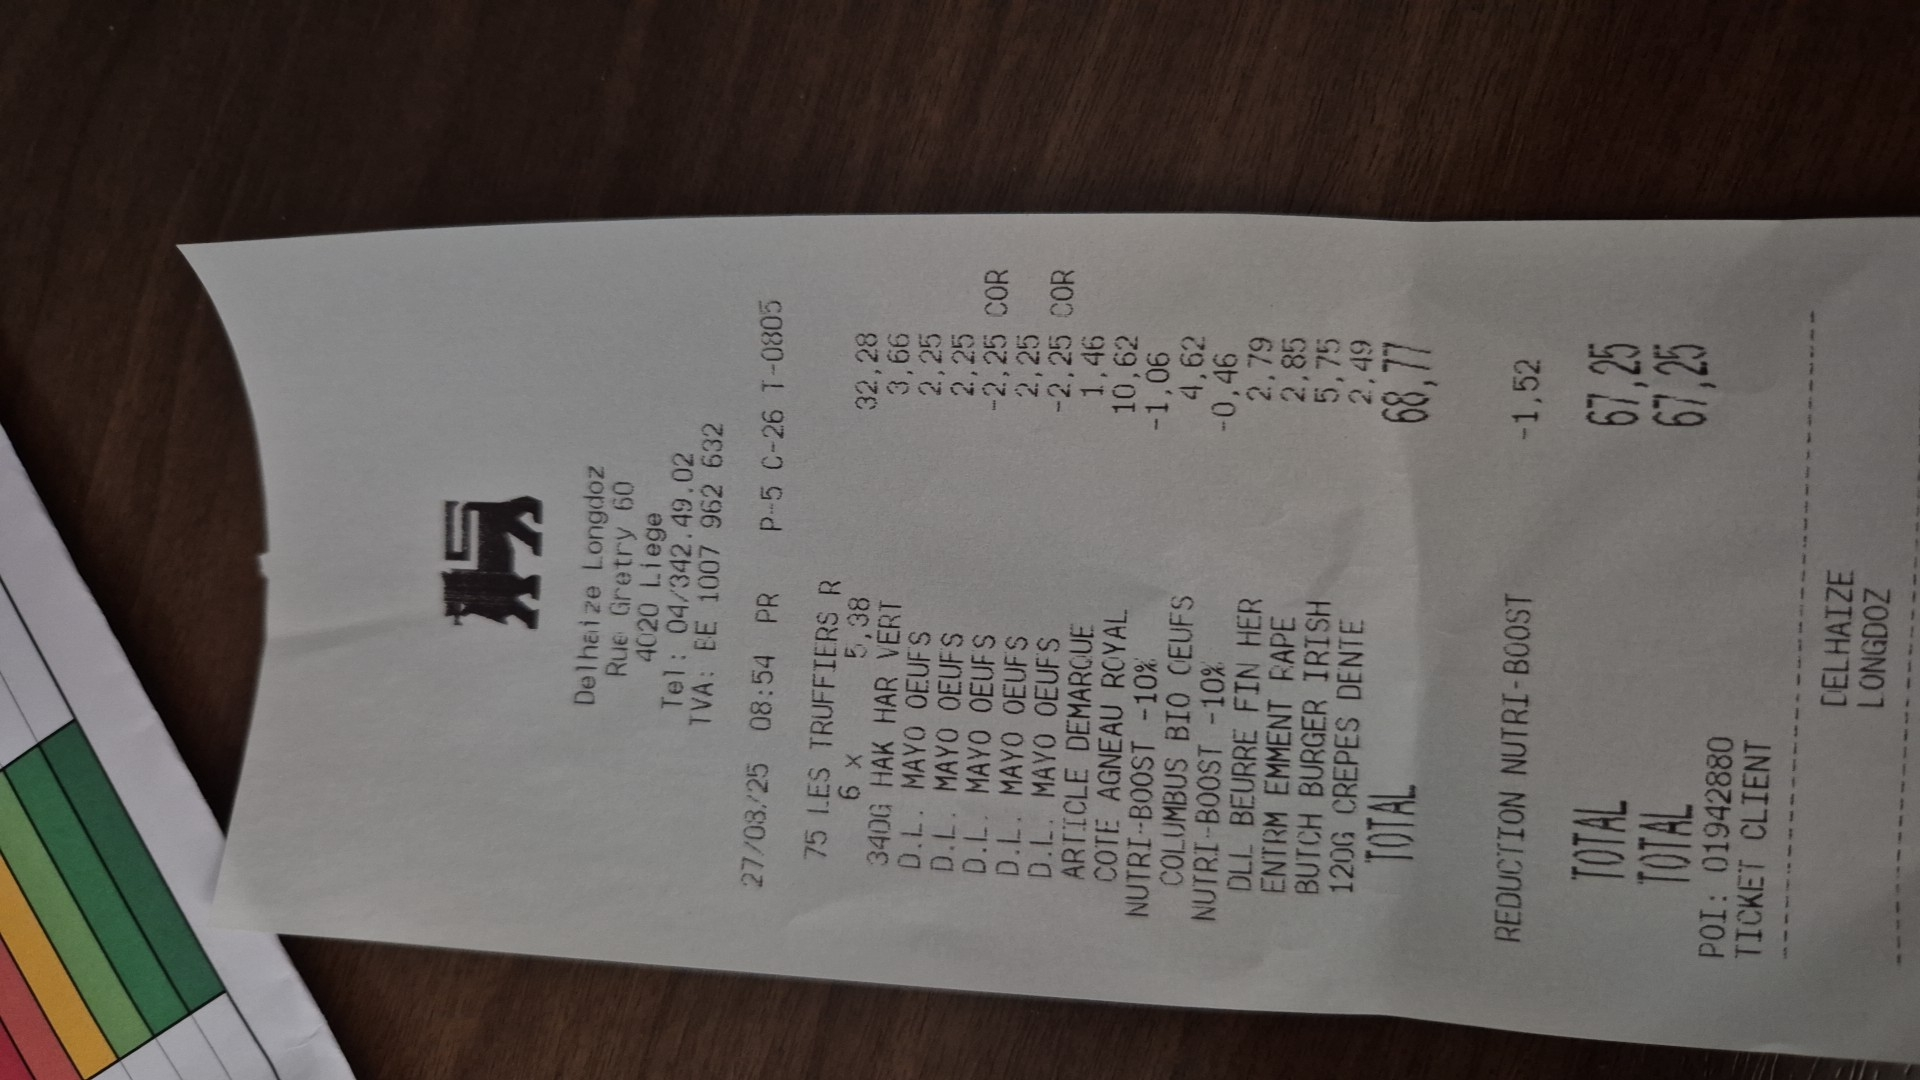 Delhaize Longdoz
Rue Gretry 60
4020 Liege
Tel: 04/342.49.02
TVA: BE 1007 962 632
27/08/25 08:54 PR P-5 C-26 T-0805
75 LES TRUFFIERS R
6 x 5,38 32,28
340G HAK HAR VERT 3,66
D.L. MAYO OEUFS 2,25
D.L. MAYO OEUFS 2,25
D.L. MAYO OEUFS -2,25 COR
D.L. MAYO OEUFS 2,25
D.L. MAYO OEUFS -2,25 COR
ARTICLE DEMARQUE 1,46
COTE AGNEAU ROYAL 10,62
NUTRI-BOOST -10% -1,06
COLUMBUS BIO OEUFS 4,62
NUTRI-BOOST -10% -0,46
DLL BEURRE FIN HER 2,79
ENTRM EMMENT RAPE 2,85
BUTCH BURGER IRISH 5,75
120G CREPES DENTE 2,49
TOTAL 68,77
REDUCTION NUTRI-BOOST -1,52
TOTAL 67,25
TOTAL 67,25
POI: 01942880
TICKET CLIENT
DELHAIZE
LONGDOZ